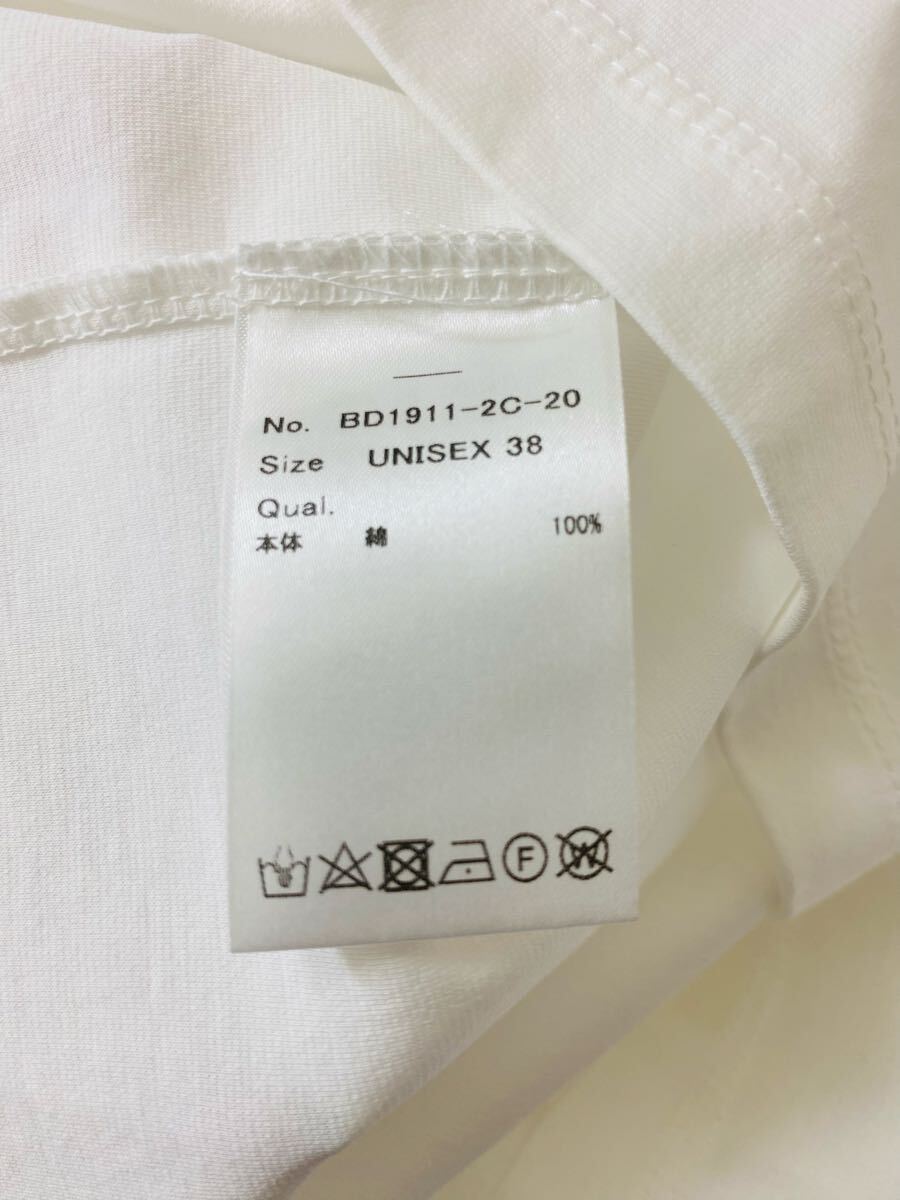 No. BD1911-2C-20
Size UNISEX 38
Qual.
本体 綿 100%
F W